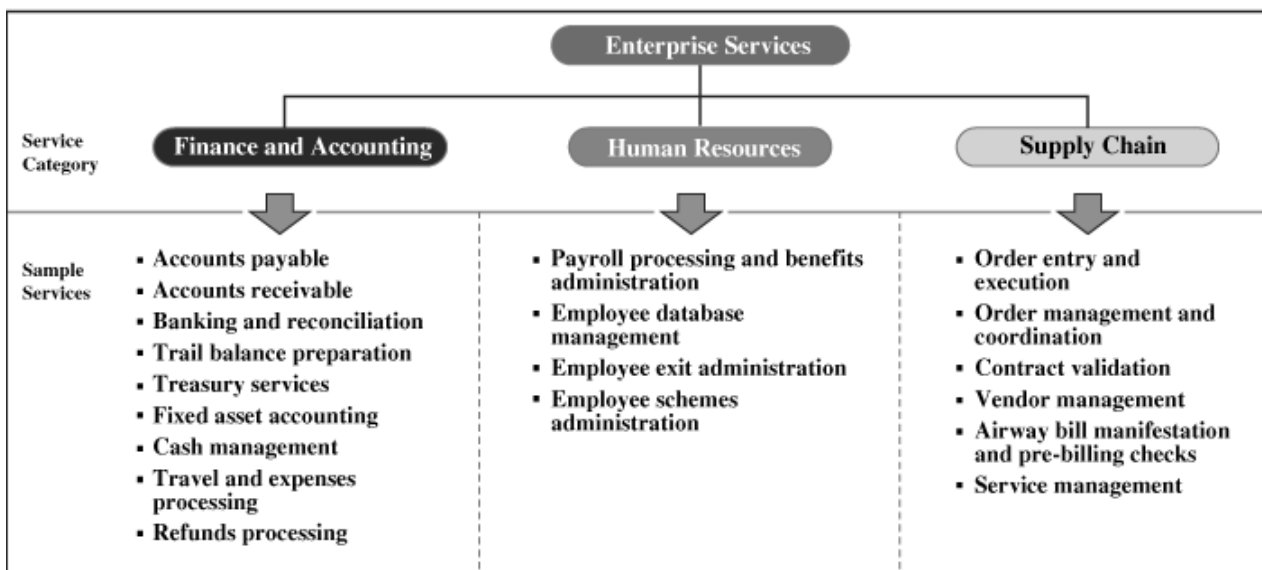 Enterprise Services
Service
Category
Finance and Accounting
Human Resources
Supply Chain
Sample
Services
▪ Accounts payable
▪ Accounts receivable
▪ Banking and reconciliation
▪ Trail balance preparation
▪ Treasury services
▪ Fixed asset accounting
▪ Cash management
▪ Travel and expenses
processing
▪ Refunds processing
▪ Payroll processing and benefits
administration
▪ Employee database
management
▪ Employee exit administration
▪ Employee schemes
administration
▪ Order entry and
execution
▪ Order management and
coordination
▪ Contract validation
▪ Vendor management
▪ Airway bill manifestation
and pre-billing checks
▪ Service management